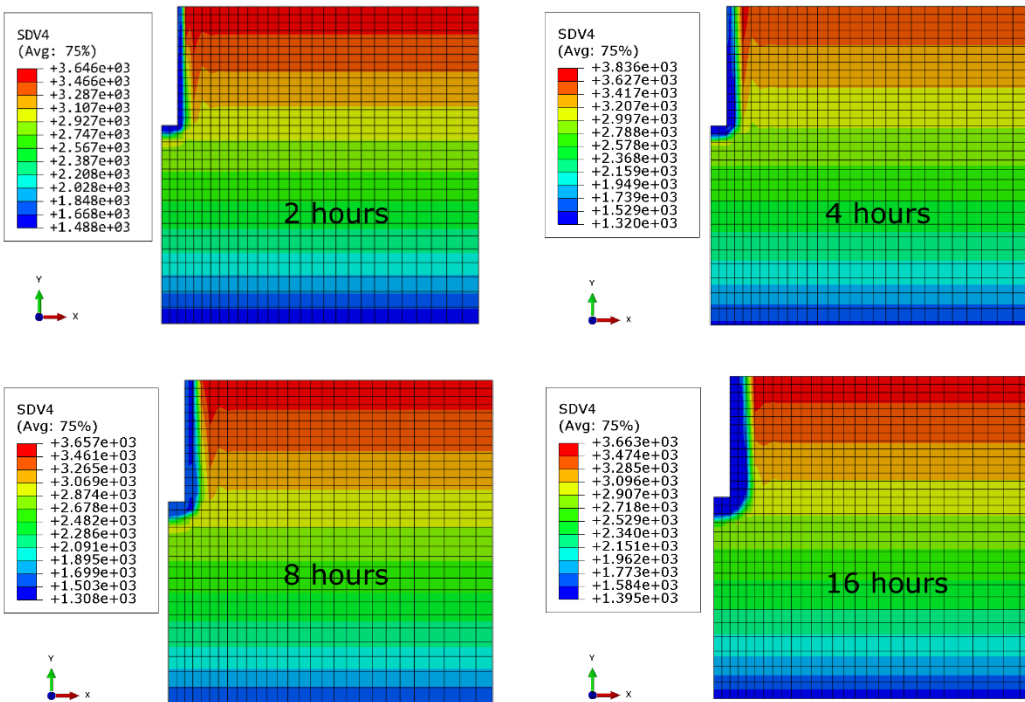 SDV4
(Avg: 75%)
+3.646e+03
+3.466e+03
+3.287e+03
+3.107e+03
+2.927e+03
+2.747e+03
+2.567e+03
+2.387e+03
+2.208e+03
+2.028e+03
+1.848e+03
+1.668e+03
+1.488e+03
Y
X
2 hours
SDV4
(Avg: 75%)
+3.836e+03
+3.627e+03
+3.417e+03
+3.207e+03
+2.997e+03
+2.788e+03
+2.578e+03
+2.368e+03
+2.159e+03
+1.949e+03
+1.739e+03
+1.529e+03
+1.320e+03
Y
X
4 hours
SDV4
(Avg: 75%)
+3.657e+03
+3.461e+03
+3.265e+03
+3.069e+03
+2.874e+03
+2.678e+03
+2.482e+03
+2.286e+03
+2.091e+03
+1.895e+03
+1.699e+03
+1.503e+03
+1.308e+03
Y
X
8 hours
SDV4
(Avg: 75%)
+3.663e+03
+3.474e+03
+3.285e+03
+3.096e+03
+2.907e+03
+2.718e+03
+2.529e+03
+2.340e+03
+2.151e+03
+1.962e+03
+1.773e+03
+1.584e+03
+1.395e+03
Y
X
16 hours